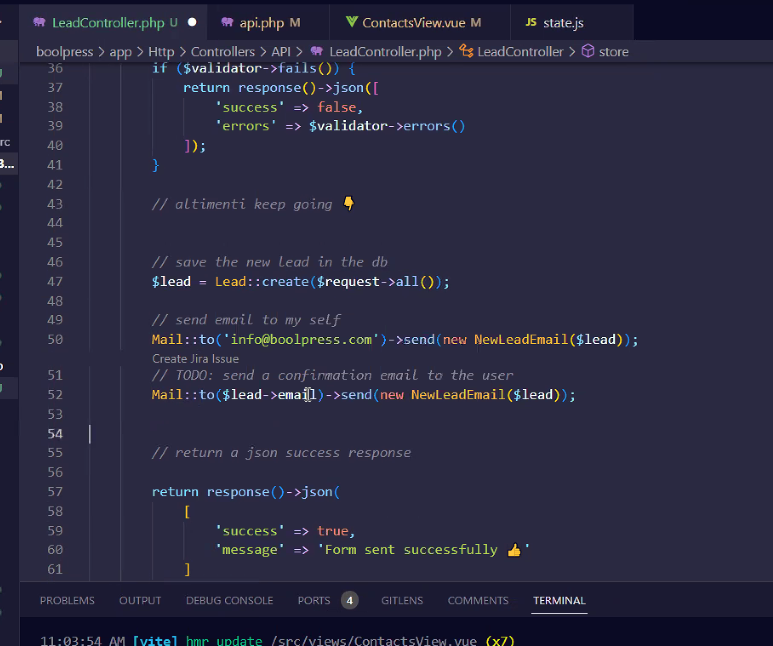 LeadController.php U
api.php M
ContactsView.vue M
JS state.js
boolpress > app > Http > Controllers > API > LeadController.php > LeadController > store
36 if ($validator->fails()) {
37 return response()->json([
38 'success' => false,
39 'errors' => $validator->errors()
40 ]);
41 }
42
43 // altimenti keep going 👇
44
45
46 // save the new lead in the db
47 $lead = Lead::create($request->all());
48
49 // send email to my self
50 Mail::to('info@boolpress.com')->send(new NewLeadEmail($lead));
Create Jira Issue
51 // TODO: send a confirmation email to the user
52 Mail::to($lead->email)->send(new NewLeadEmail($lead));
53
54
55 // return a json success response
56
57 return response()->json(
58 [
59 'success' => true,
60 'message' => 'Form sent successfully 👍'
61 ]
PROBLEMS OUTPUT DEBUG CONSOLE PORTS 4 GITLENS COMMENTS TERMINAL
11:03:54 AM [vite] hmr update /src/views/ContactsView.vue (x7)